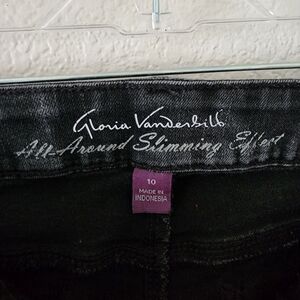 Gloria Vanderbilt
All-Around Slimming Effect
10
MADE IN
INDONESIA